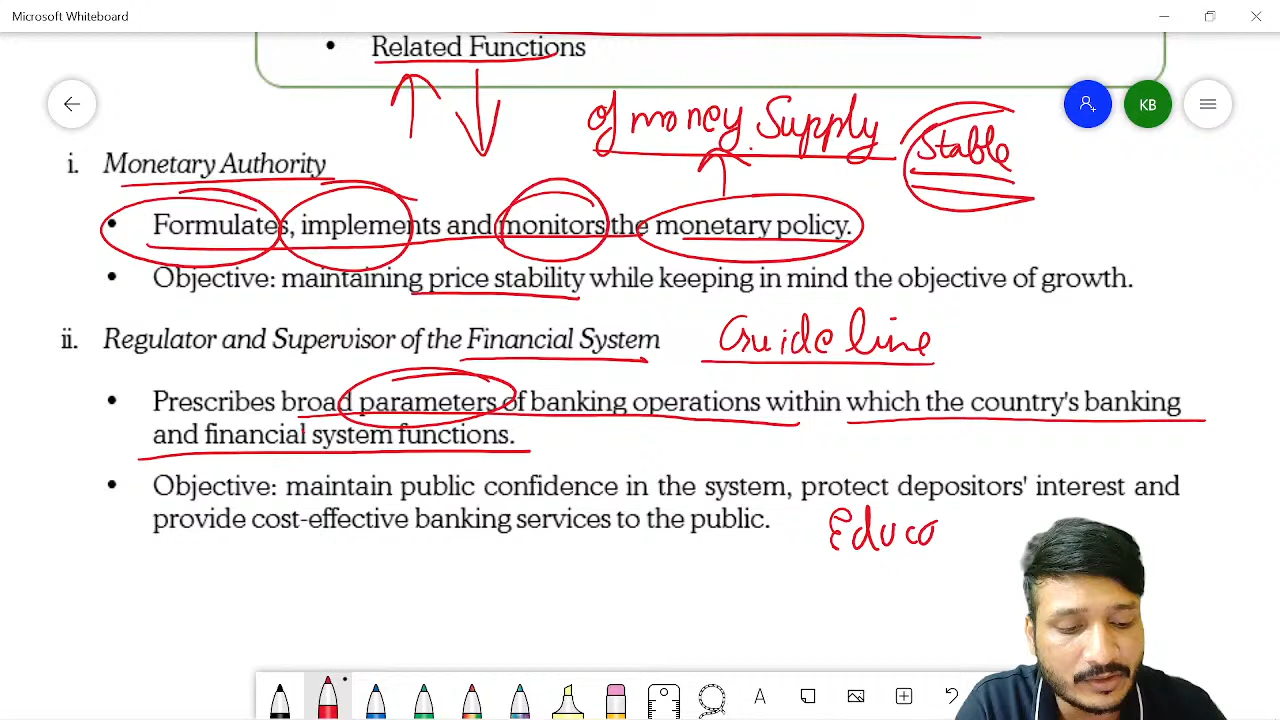 Microsoft Whiteboard
• Related Functions
KB
of money Supply
Stable
i. Monetary Authority
• Formulates, implements and monitors the monetary policy.
• Objective: maintaining price stability while keeping in mind the objective of growth.
ii. Regulator and Supervisor of the Financial System
Guideline
• Prescribes broad parameters of banking operations within which the country's banking
and financial system functions.
• Objective: maintain public confidence in the system, protect depositors' interest and
provide cost-effective banking services to the public.
Educa
A